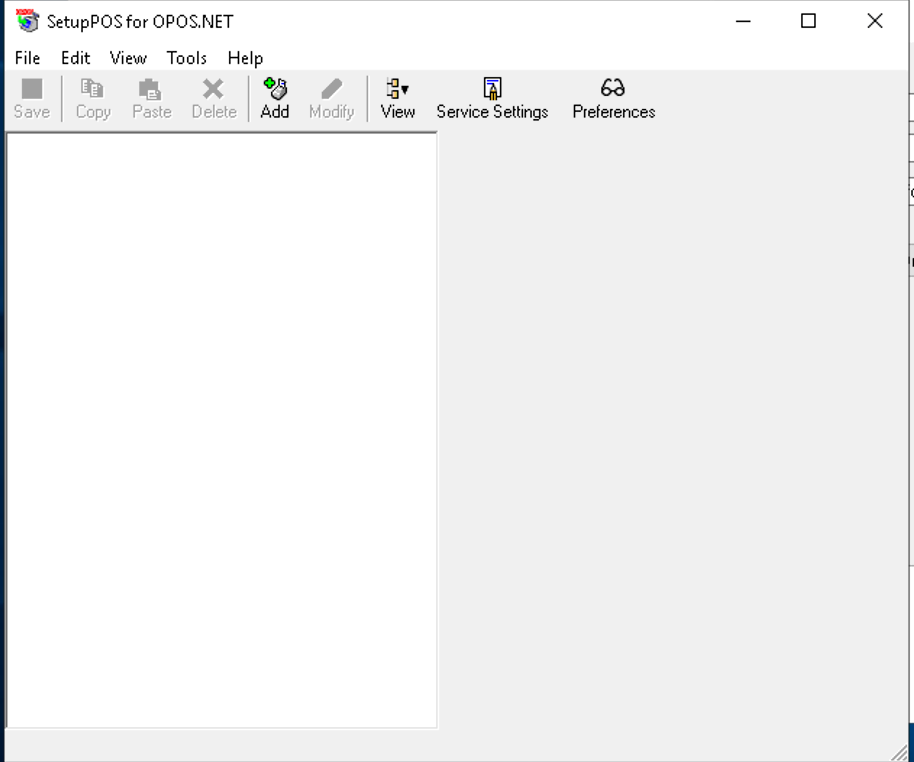 SetupPOS for OPOS.NET
File Edit View Tools Help
Save Copy Paste Delete Add Modify View Service Settings Preferences